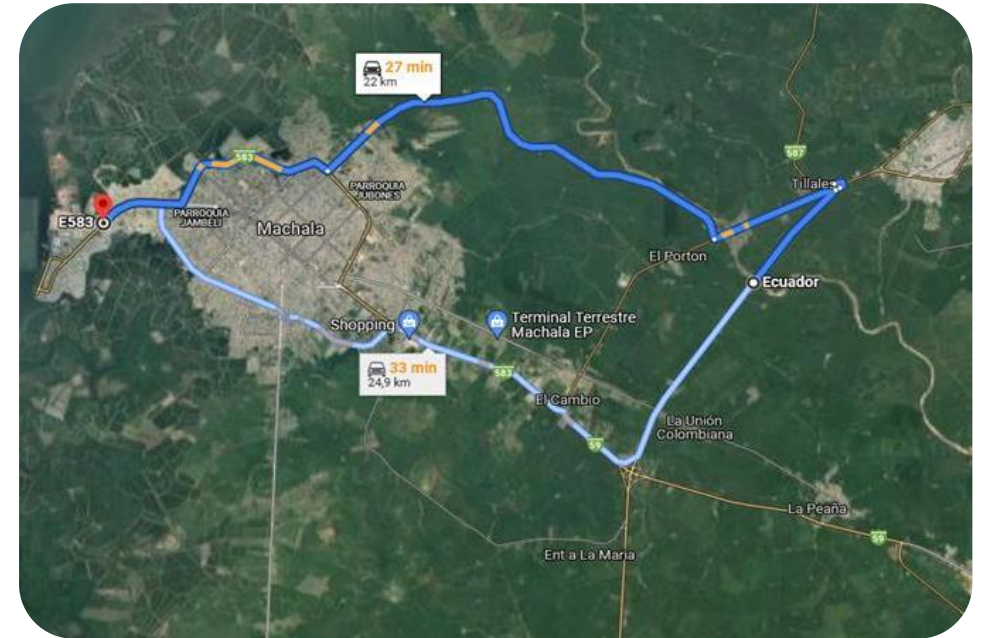 27 min
22 km
583
587
Tillales
PARROQUIA
JUBONES
E583
PARROQUIA
JAMBELÍ
Machala
El Porton
Ecuador
Shopping
Terminal Terrestre
Machala EP
33 min
24,9 km
583
El Cambio
59
La Unión
Colombiana
La Peaña
59
Ent a La Maria